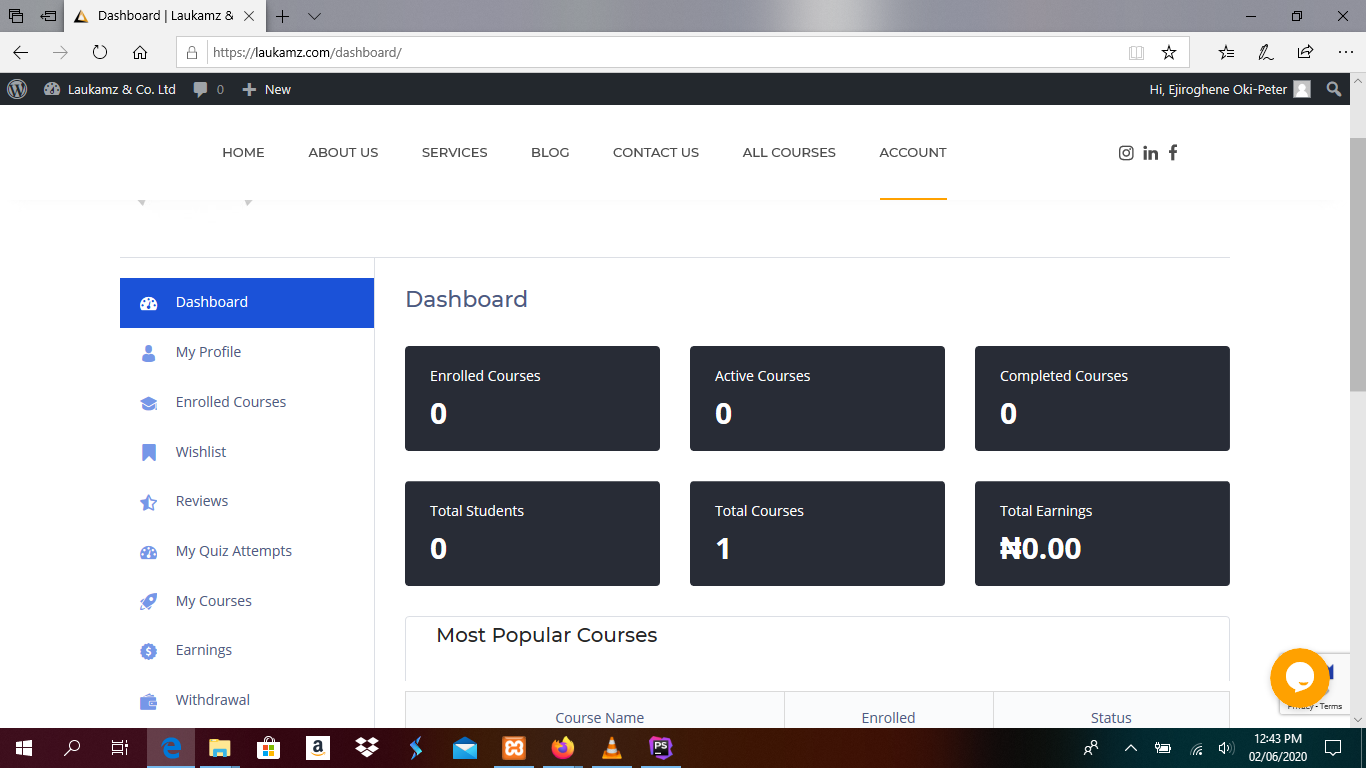 Dashboard | Laukamz &
https://laukamz.com/dashboard/
Laukamz & Co. Ltd 0 New Hi, Ejiroghene Oki-Peter
HOME ABOUT US SERVICES BLOG CONTACT US ALL COURSES ACCOUNT
Dashboard
My Profile
Enrolled Courses
Wishlist
Reviews
My Quiz Attempts
My Courses
Earnings
Withdrawal
Dashboard
Enrolled Courses
0
Active Courses
0
Completed Courses
0
Total Students
0
Total Courses
1
Total Earnings
₦0.00
Most Popular Courses
Course Name Enrolled Status
Privacy - Terms
12:43 PM
02/06/2020